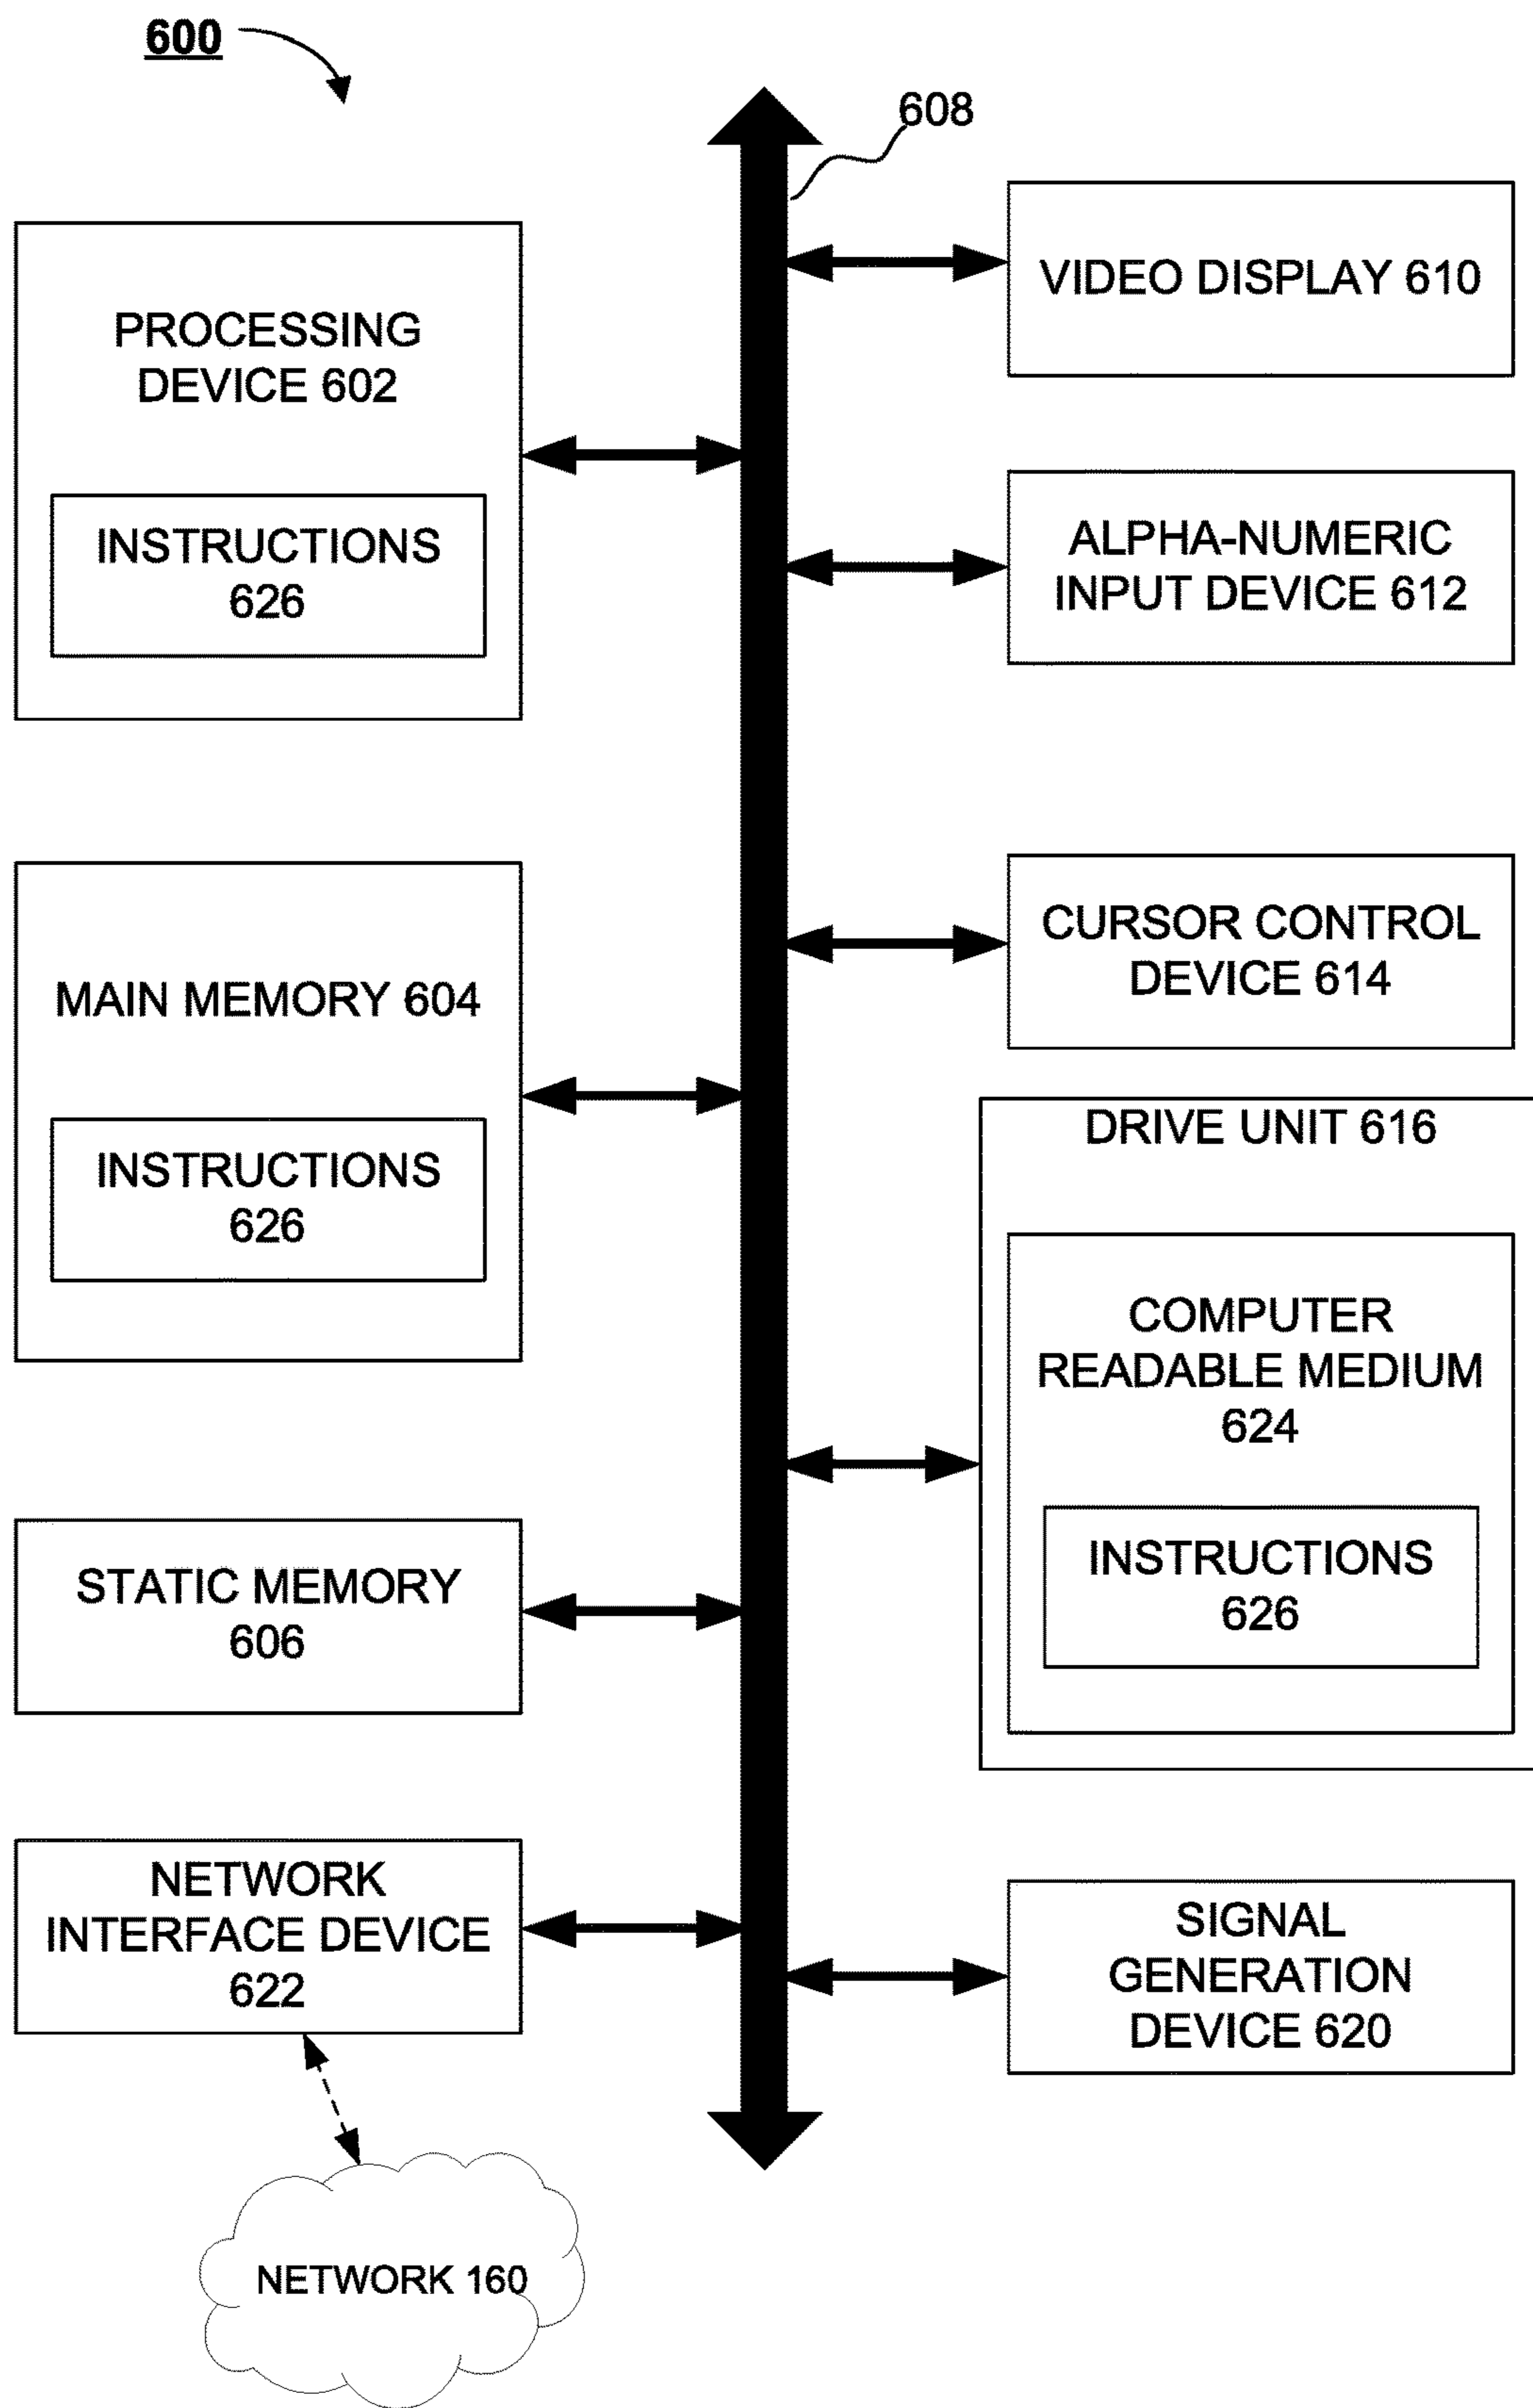 600
608
PROCESSING
DEVICE 602
INSTRUCTIONS
626
MAIN MEMORY 604
INSTRUCTIONS
626
STATIC MEMORY
606
NETWORK
INTERFACE DEVICE
622
NETWORK 160
VIDEO DISPLAY 610
ALPHA-NUMERIC
INPUT DEVICE 612
CURSOR CONTROL
DEVICE 614
DRIVE UNIT 616
COMPUTER
READABLE MEDIUM
624
INSTRUCTIONS
626
SIGNAL
GENERATION
DEVICE 620